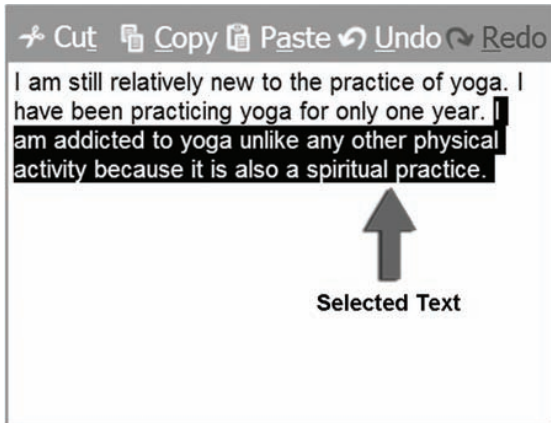 Cut Copy Paste Undo Redo
I am still relatively new to the practice of yoga. I
have been practicing yoga for only one year. I
am addicted to yoga unlike any other physical
activity because it is also a spiritual practice.
Selected Text